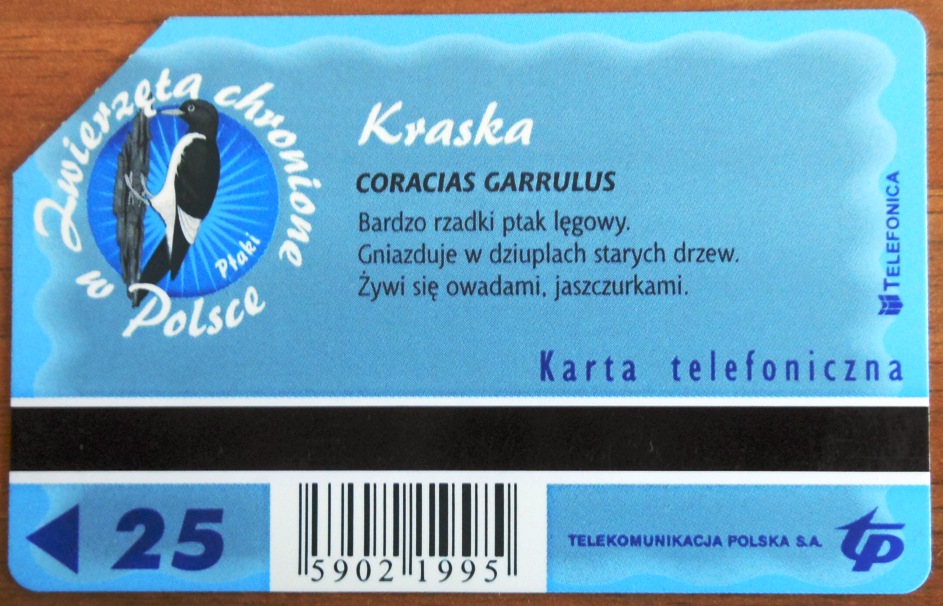 Zwierzęta chronione
w Polsce
Ptaki
Kraska
CORACIAS GARRULUS
Bardzo rzadki ptak lęgowy.
Gniazduje w dziuplach starych drzew.
Żywi się owadami, jaszczurkami.
TELEFONICA
Karta telefoniczna
25
5902 1995
TELEKOMUNIKACJA POLSKA S.A.
tp